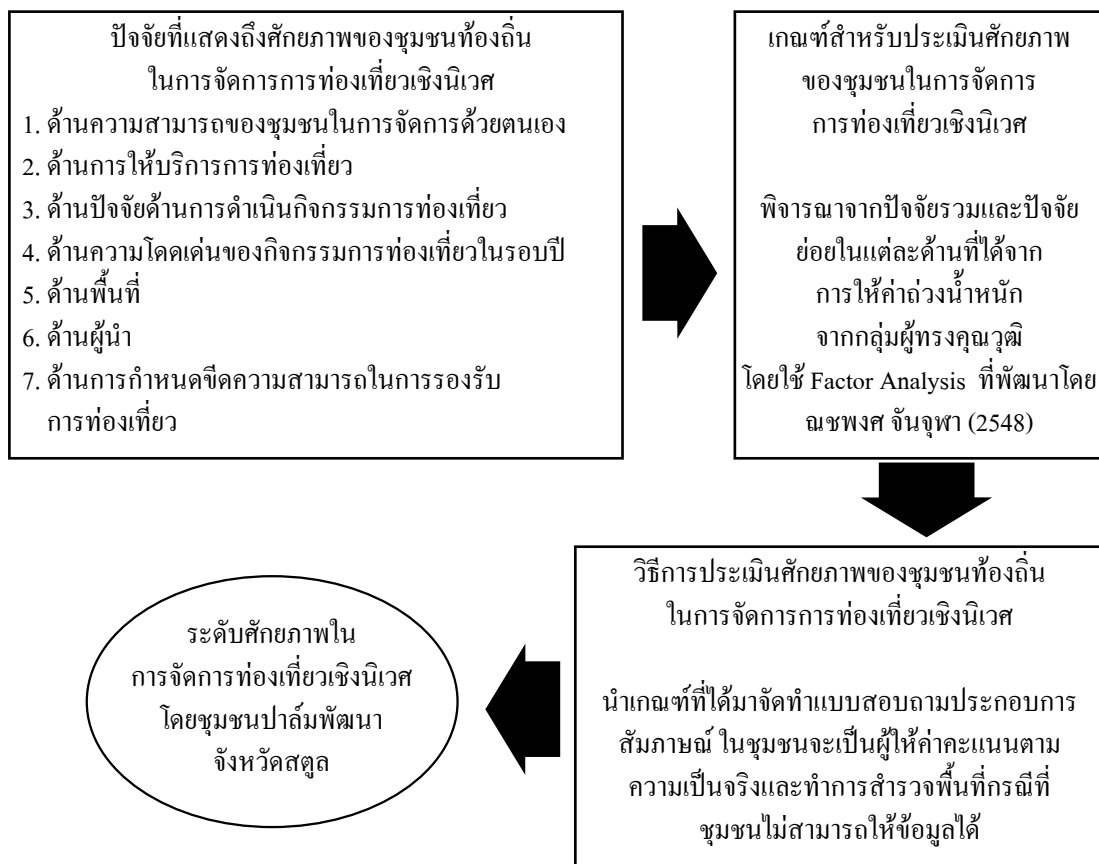 ปัจจัยที่แสดงถึงศักยภาพของชุมชนท้องถิ่น
ในการจัดการการท่องเที่ยวเชิงนิเวศ
1. ด้านความสามารถของชุมชนในการจัดการด้วยตนเอง
2. ด้านการให้บริการการท่องเที่ยว
3. ด้านปัจจัยด้านการดำเนินกิจกรรมการท่องเที่ยว
4. ด้านความโดดเด่นของกิจกรรมการท่องเที่ยวในรอบปี
5. ด้านพื้นที่
6. ด้านผู้นำ
7. ด้านการกำหนดขีดความสามารถในการรองรับ
การท่องเที่ยว
เกณฑ์สำหรับประเมินศักยภาพ
ของชุมชนในการจัดการ
การท่องเที่ยวเชิงนิเวศ
พิจารณาจากปัจจัยรวมและปัจจัย
ย่อยในแต่ละด้านที่ได้จาก
การให้ค่าถ่วงน้ำหนัก
จากกลุ่มผู้ทรงคุณวุฒิ
โดยใช้ Factor Analysis ที่พัฒนาโดย
ณชพงศ จันจุฬา (2548)
วิธีการประเมินศักยภาพของชุมชนท้องถิ่น
ในการจัดการการท่องเที่ยวเชิงนิเวศ
นำเกณฑ์ที่ได้มาจัดทำแบบสอบถามประกอบการ
สัมภาษณ์ ในชุมชนจะเป็นผู้ให้ค่าคะแนนตาม
ความเป็นจริงและทำการสำรวจพื้นที่กรณีที่
ชุมชนไม่สามารถให้ข้อมูลได้
ระดับศักยภาพใน
การจัดการท่องเที่ยวเชิงนิเวศ
โดยชุมชนปาล์มพัฒนา
จังหวัดสตูล